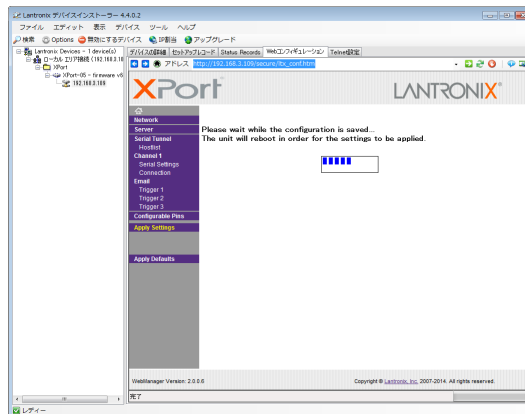 Lantronix デバイスインストーラー 4.4.0.2
ファイル エディット 表示 デバイス ツール ヘルプ
検索 Options 無効にするデバイス IP割当 アップグレード
Lantronix Devices - 1 device(s)
ローカル エリア接続 (192.168.3.10
XPort
XPort-05 - firmware v6
192.168.3.109
デバイスの詳細 セットアップレコード Status Records Webコンフィギュレーション Telnet設定
アドレス http://192.168.3.109/secure/ltx_conf.htm
XPort
LANTRONIX
Network
Server
Serial Tunnel
Hostlist
Channel 1
Serial Settings
Connection
Email
Trigger 1
Trigger 2
Trigger 3
Configurable Pins
Apply Settings
Apply Defaults
Please wait while the configuration is saved...
The unit will reboot in order for the settings to be applied.
WebManager Version: 2.0.0.6
Copyright © Lantronix, Inc. 2007-2014. All rights reserved.
完了
レディー